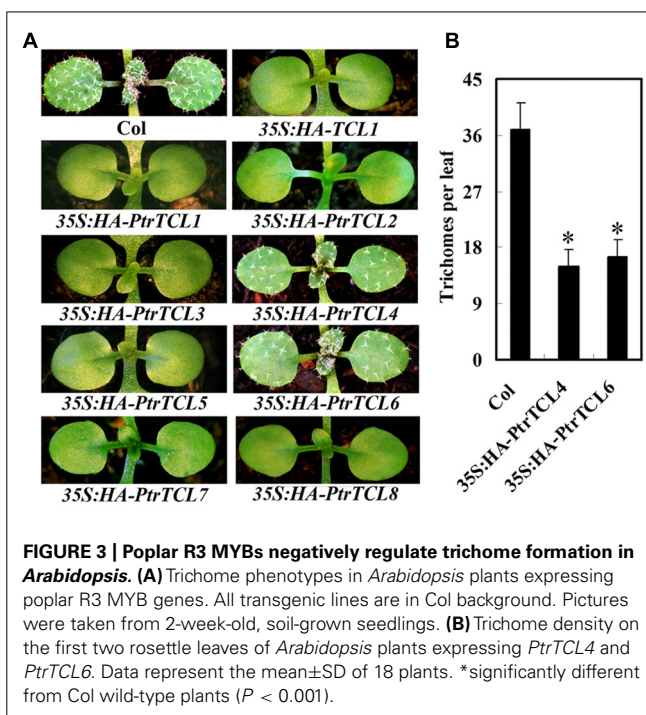 A
Col
35S:HA-TCL1
35S:HA-PtrTCL1
35S:HA-PtrTCL2
35S:HA-PtrTCL3
35S:HA-PtrTCL4
35S:HA-PtrTCL5
35S:HA-PtrTCL6
35S:HA-PtrTCL7
35S:HA-PtrTCL8
B
Trichomes per leaf
45
36
27
18
9
0
*
*
Col
35S:HA-PtrTCL4
35S:HA-PtrTCL6
FIGURE 3 | Poplar R3 MYBs negatively regulate trichome formation in
Arabidopsis. (A) Trichome phenotypes in Arabidopsis plants expressing
poplar R3 MYB genes. All transgenic lines are in Col background. Pictures
were taken from 2-week-old, soil-grown seedlings. (B) Trichome density on
the first two rosettle leaves of Arabidopsis plants expressing PtrTCL4 and
PtrTCL6. Data represent the mean±SD of 18 plants. *significantly different
from Col wild-type plants (P < 0.001).